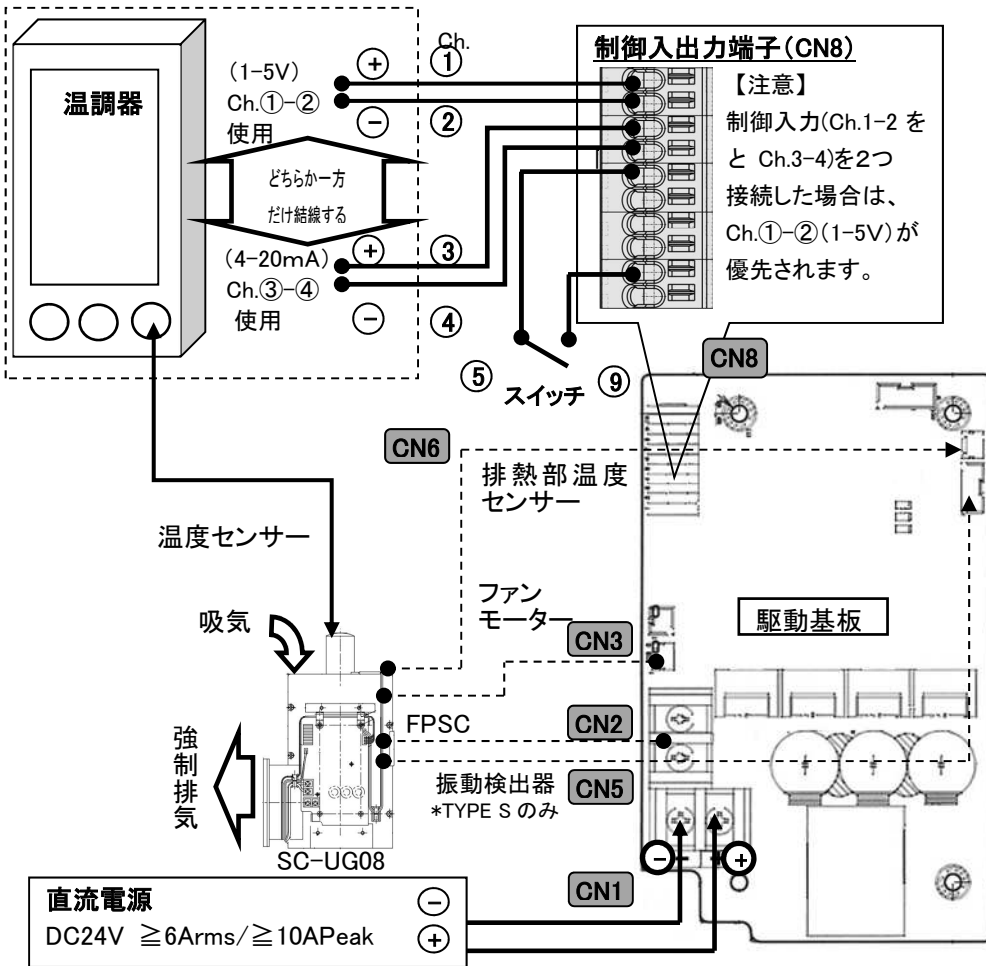 温調器
(1-5V)
Ch.①-②
使用
+
−
Ch.
①
②
どちらか一方
だけ結線する
(4-20mA)
Ch.③-④
使用
+
−
③
④
制御入出力端子(CN8)
【注意】
制御入力(Ch.1-2 を
と Ch.3-4)を2つ
接続した場合は、
Ch.①-②(1-5V)が
優先されます。
⑤
スイッチ
⑨
CN8
CN6
排熱部温度
センサー
温度センサー
吸気
ファン
モーター
CN3
駆動基板
FPSC
CN2
強制排気
振動検出器
*TYPE S のみ
CN5
SC-UG08
−
+
CN1
直流電源
DC24V ≧6Arms/≧10APeak
−
+